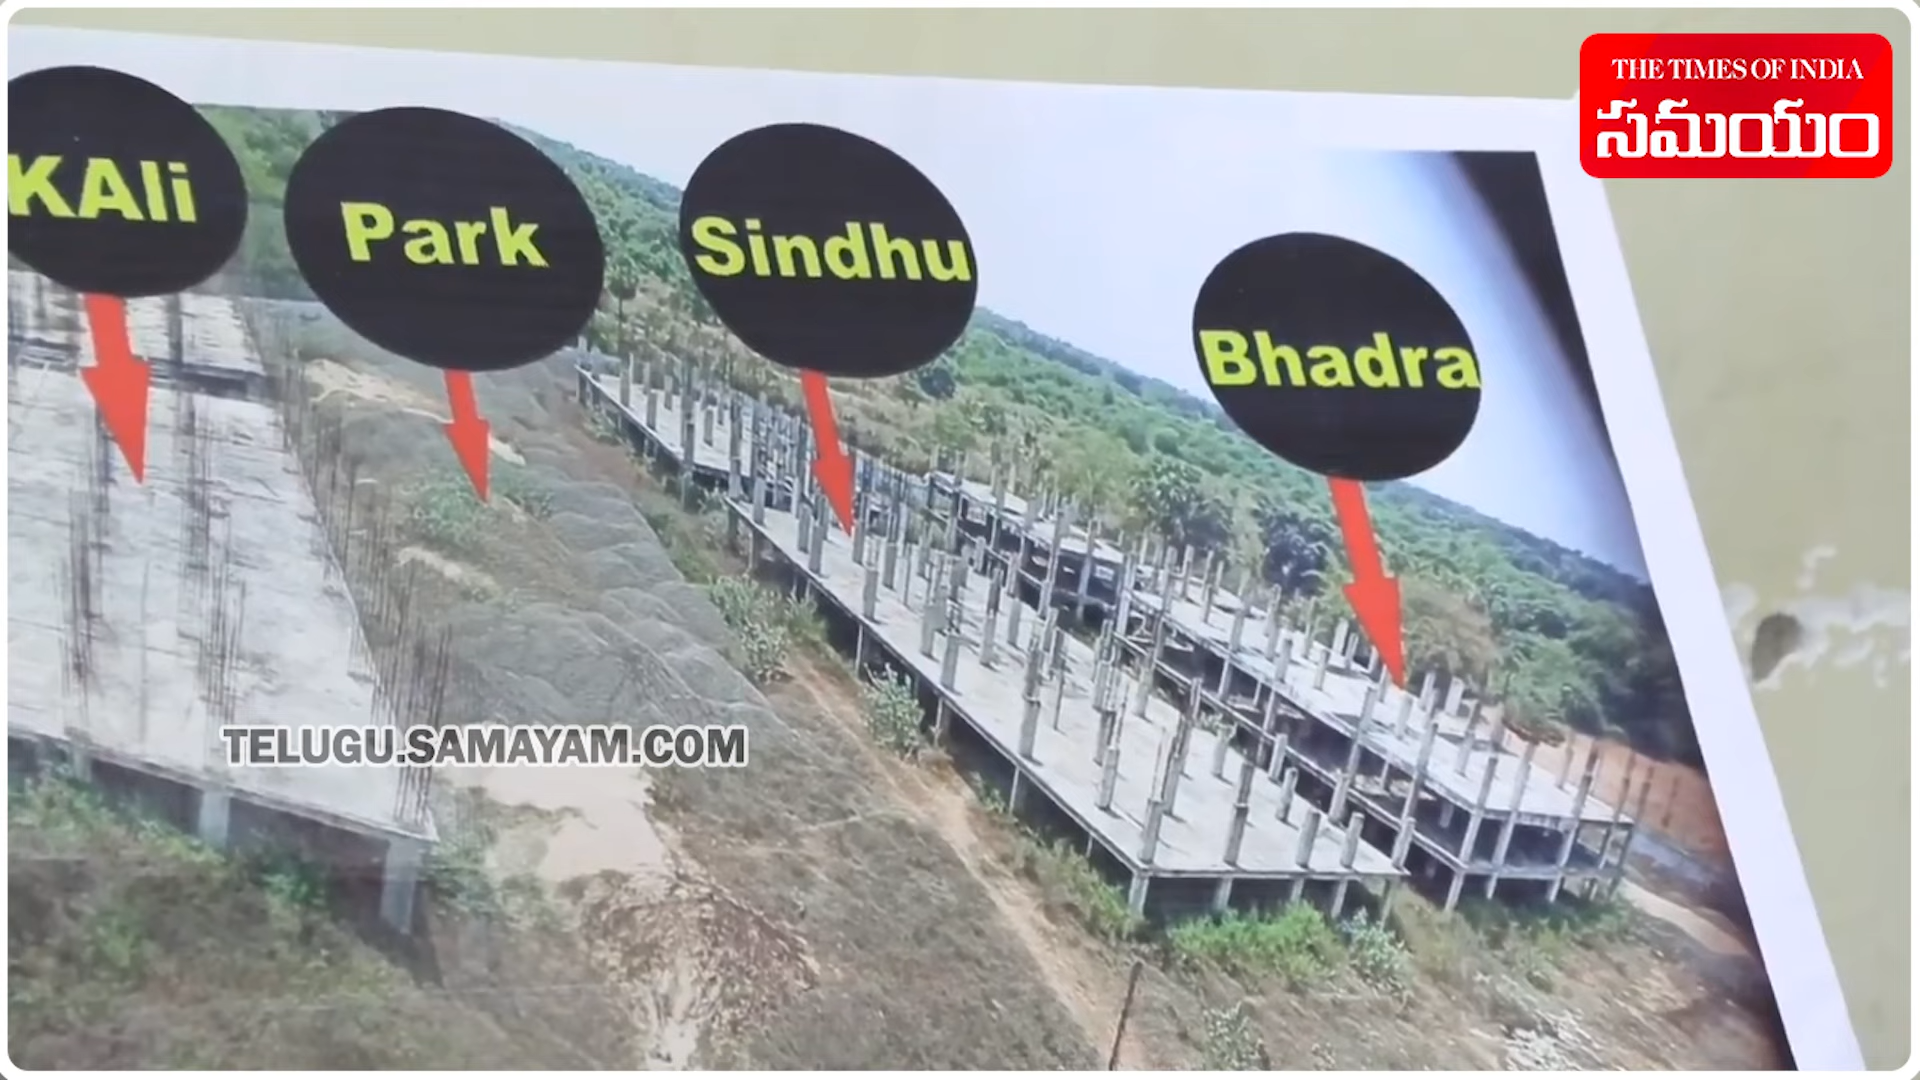 THE TIMES OF INDIA
సమయం
KAli
Park
Sindhu
Bhadra
TELUGU.SAMAYAM.COM